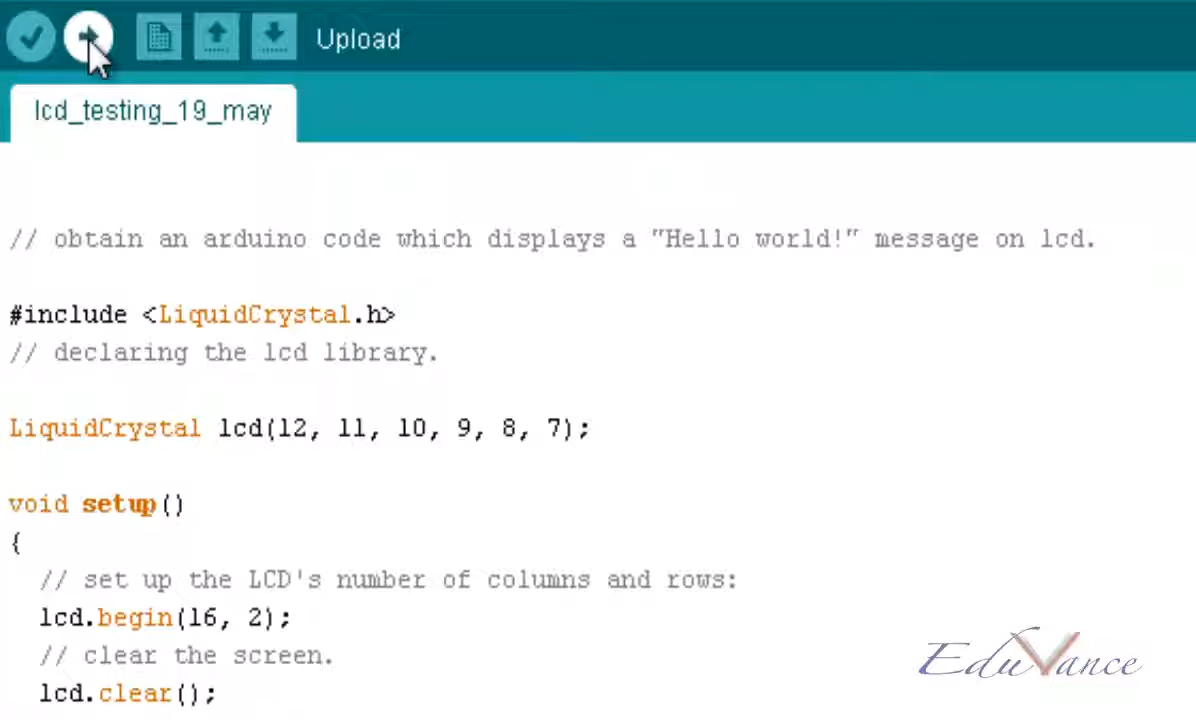 Upload
lcd_testing_19_may
// obtain an arduino code which displays a "Hello world!" message on lcd.
#include <LiquidCrystal.h>
// declaring the lcd library.
LiquidCrystal lcd(12, 11, 10, 9, 8, 7);
void setup()
{
// set up the LCD's number of columns and rows:
lcd.begin(16, 2);
// clear the screen.
lcd.clear();
EduVance